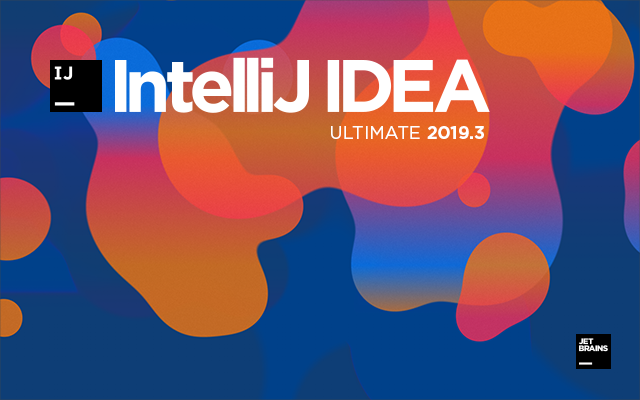 IJ
IntelliJ IDEA
ULTIMATE 2019.3
JET
BRAINS